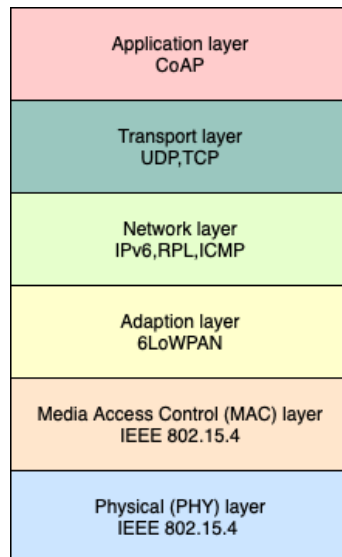 Application layer
CoAP
Transport layer
UDP,TCP
Network layer
IPv6,RPL,ICMP
Adaption layer
6LoWPAN
Media Access Control (MAC) layer
IEEE 802.15.4
Physical (PHY) layer
IEEE 802.15.4